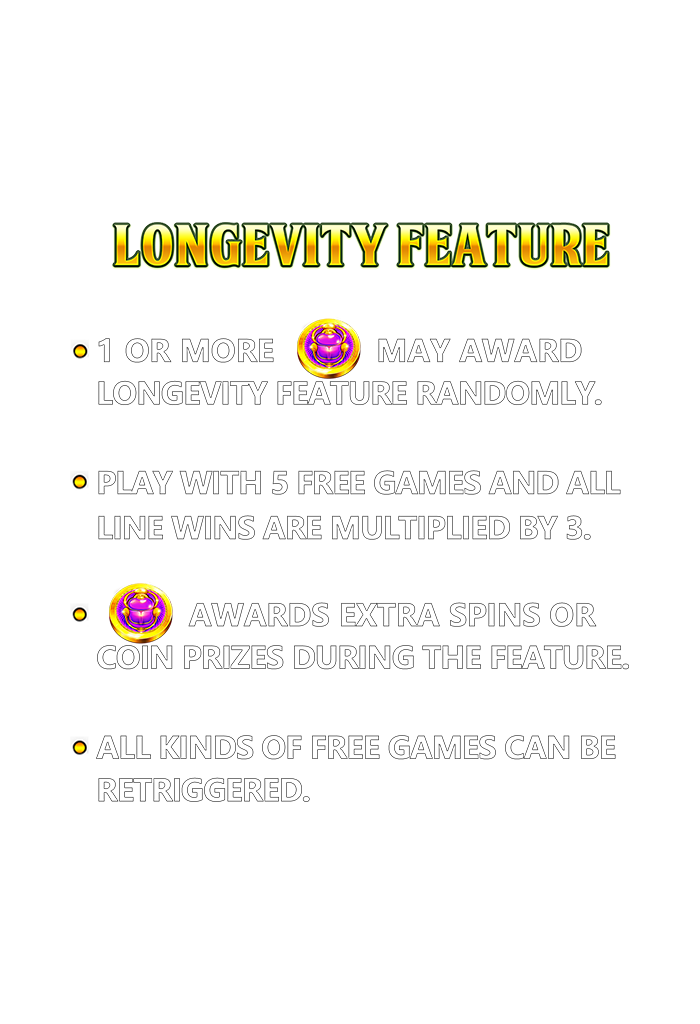 LONGEVITY FEATURE
1 OR MORE MAY AWARD
LONGEVITY FEATURE RANDOMLY.
PLAY WITH 5 FREE GAMES AND ALL
LINE WINS ARE MULTIPLIED BY 3.
AWARDS EXTRA SPINS OR
COIN PRIZES DURING THE FEATURE.
ALL KINDS OF FREE GAMES CAN BE
RETRIGGERED.